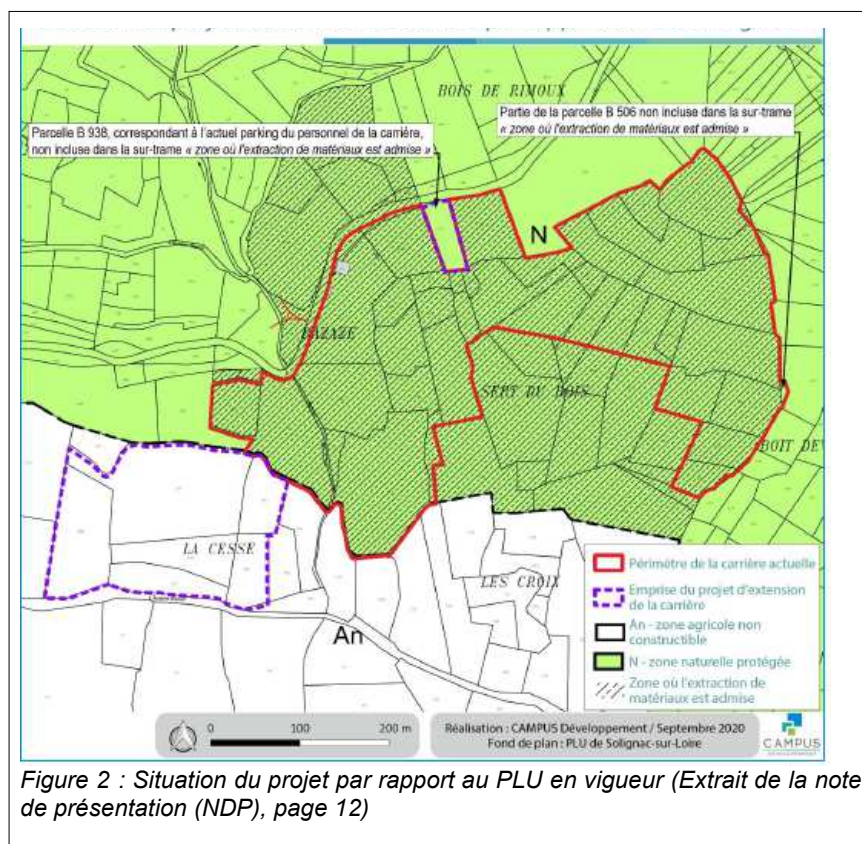 BOIS DE RIMOUX
Partie de la parcelle B 506 non incluse dans la sur-trame
« zone où l'extraction de matériaux est admise »
Parcelle B 938, correspondant à l'actuel parking du personnel de la carrière,
non incluse dans la sur-trame « zone où l'extraction de matériaux est admise »
N
SERT DU BOIS
LA CESSE
LES CROIX
An
Périmètre de la carrière actuelle
Emprise du projet d'extension
de la carrière
An - zone agricole non
constructible
N - zone naturelle protégée
Zone où l'extraction de
matériaux est admise
0 100 200 m
Réalisation : CAMPUS Développement / Septembre 2020
Fond de plan : PLU de Solignac-sur-Loire
CAMPUS
Figure 2 : Situation du projet par rapport au PLU en vigueur (Extrait de la note
de présentation (NDP), page 12)